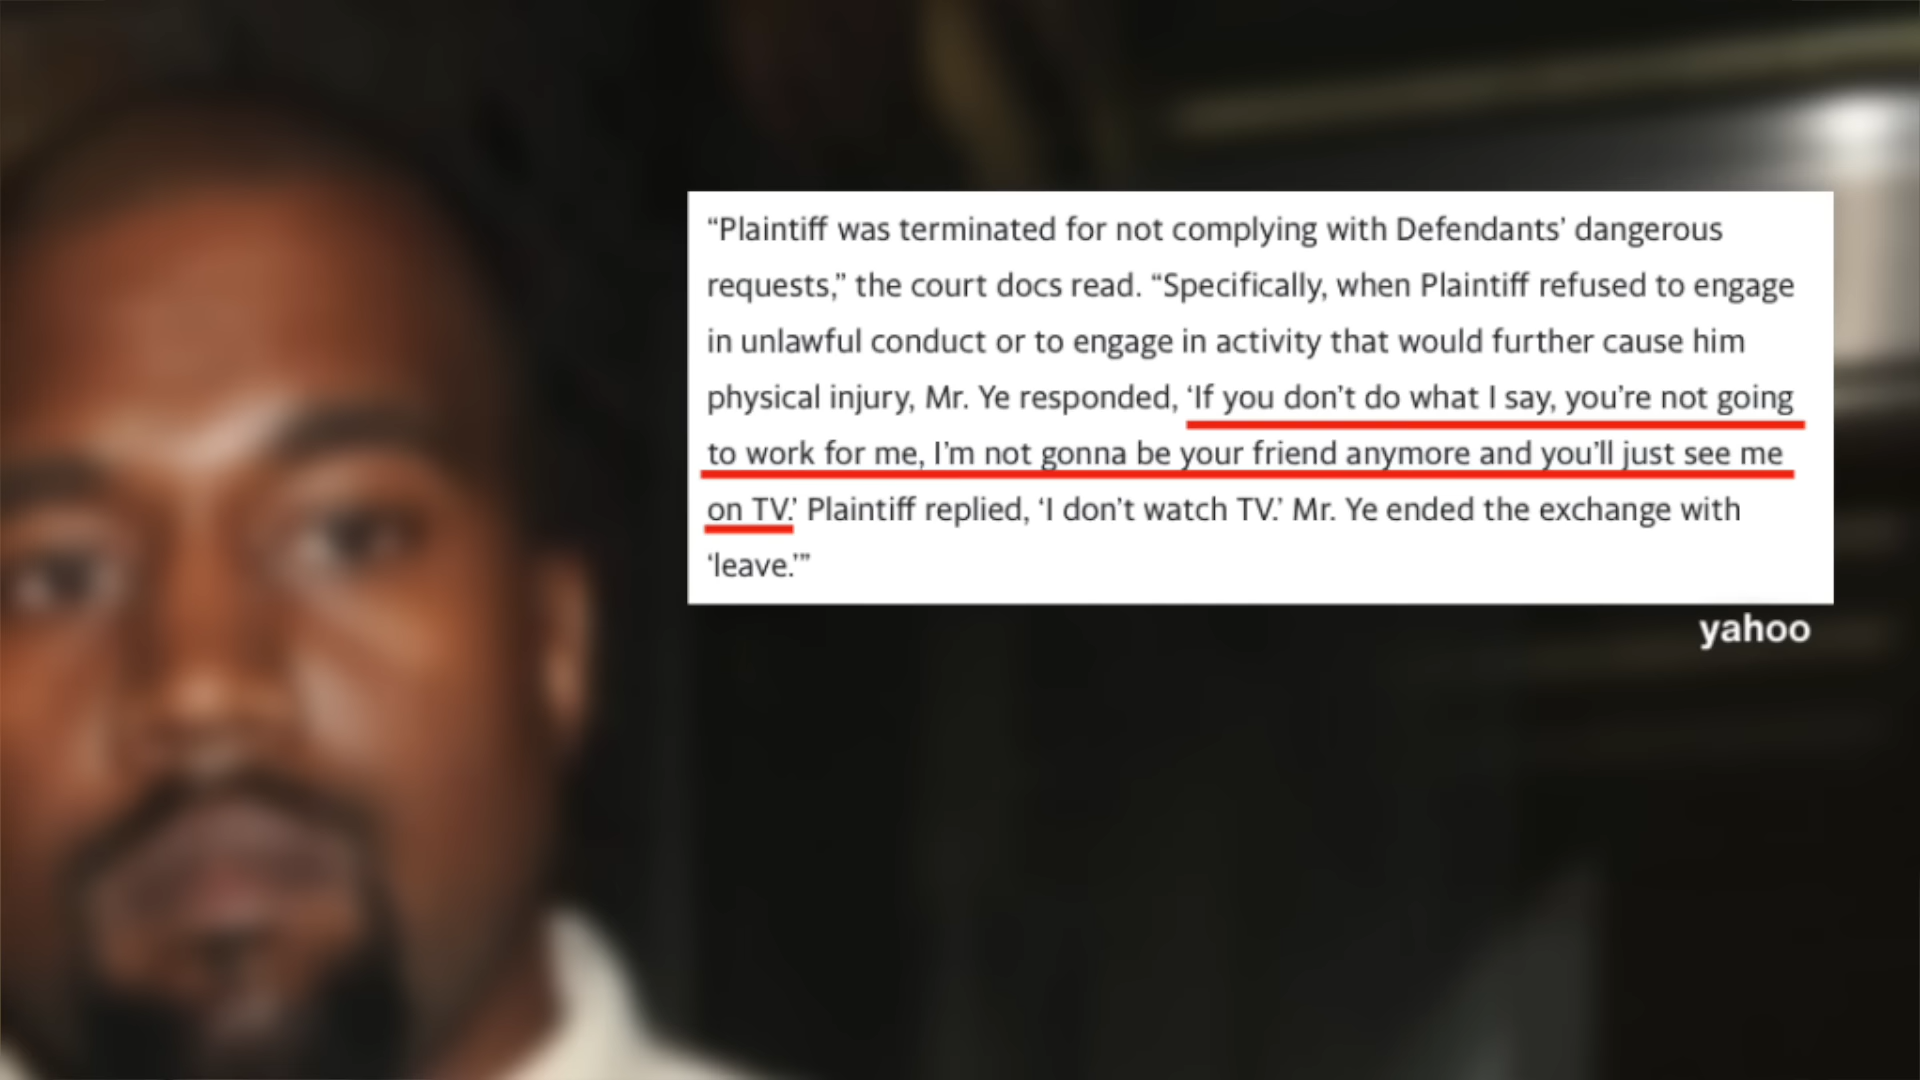 “Plaintiff was terminated for not complying with Defendants’ dangerous
requests,” the court docs read. “Specifically, when Plaintiff refused to engage
in unlawful conduct or to engage in activity that would further cause him
physical injury, Mr. Ye responded, ‘If you don’t do what I say, you’re not going
to work for me, I’m not gonna be your friend anymore and you’ll just see me
on TV.’ Plaintiff replied, ‘I don’t watch TV.’ Mr. Ye ended the exchange with
‘leave.’”
yahoo